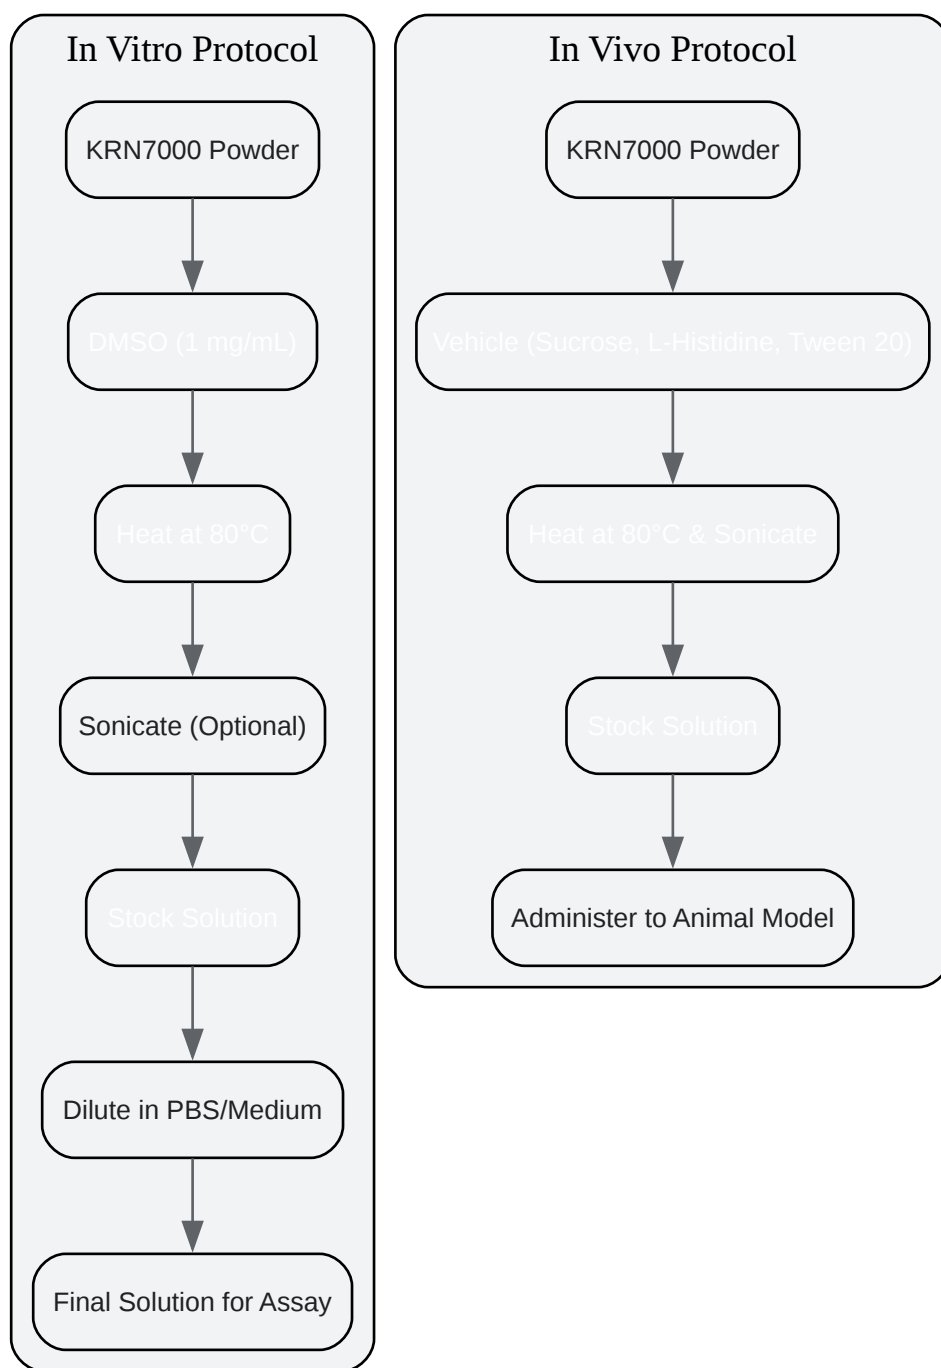 In Vitro Protocol
KRN7000 Powder
DMSO (1 mg/mL)
Heat at 80°C
Sonicate (Optional)
Stock Solution
Dilute in PBS/Medium
Final Solution for Assay
In Vivo Protocol
KRN7000 Powder
Vehicle (Sucrose, L-Histidine, Tween 20)
Heat at 80°C & Sonicate
Stock Solution
Administer to Animal Model